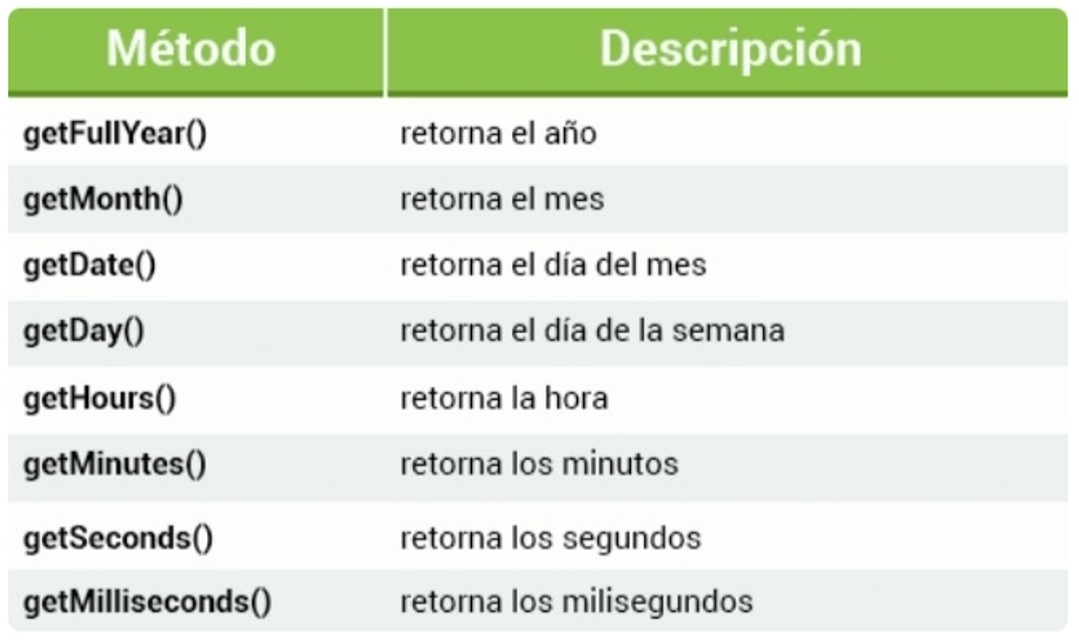 Método Descripción
getFullYear() retorna el año
getMonth() retorna el mes
getDate() retorna el día del mes
getDay() retorna el día de la semana
getHours() retorna la hora
getMinutes() retorna los minutos
getSeconds() retorna los segundos
getMilliseconds() retorna los milisegundos